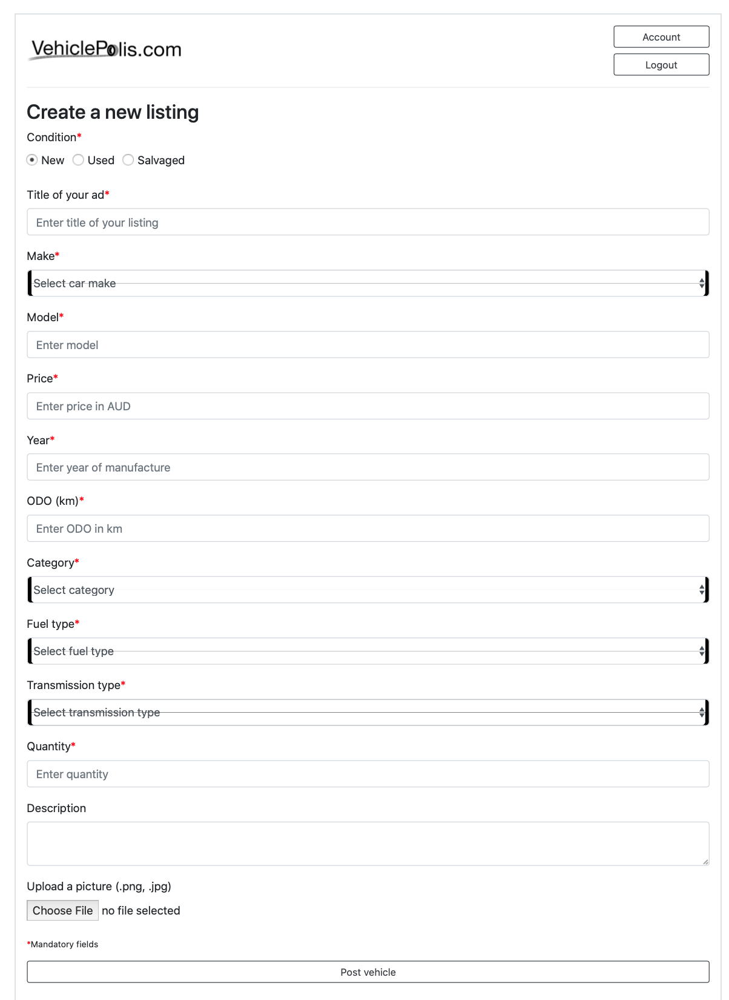 VehiclePolis.com
Account
Logout
Create a new listing
Condition*
New Used Salvaged
Title of your ad*
Enter title of your listing
Make*
Select car make
Model*
Enter model
Price*
Enter price in AUD
Year*
Enter year of manufacture
ODO (km)*
Enter ODO in km
Category*
Select category
Fuel type*
Select fuel type
Transmission type*
Select transmission type
Quantity*
Enter quantity
Description
Upload a picture (.png, .jpg)
Choose File no file selected
*Mandatory fields
Post vehicle